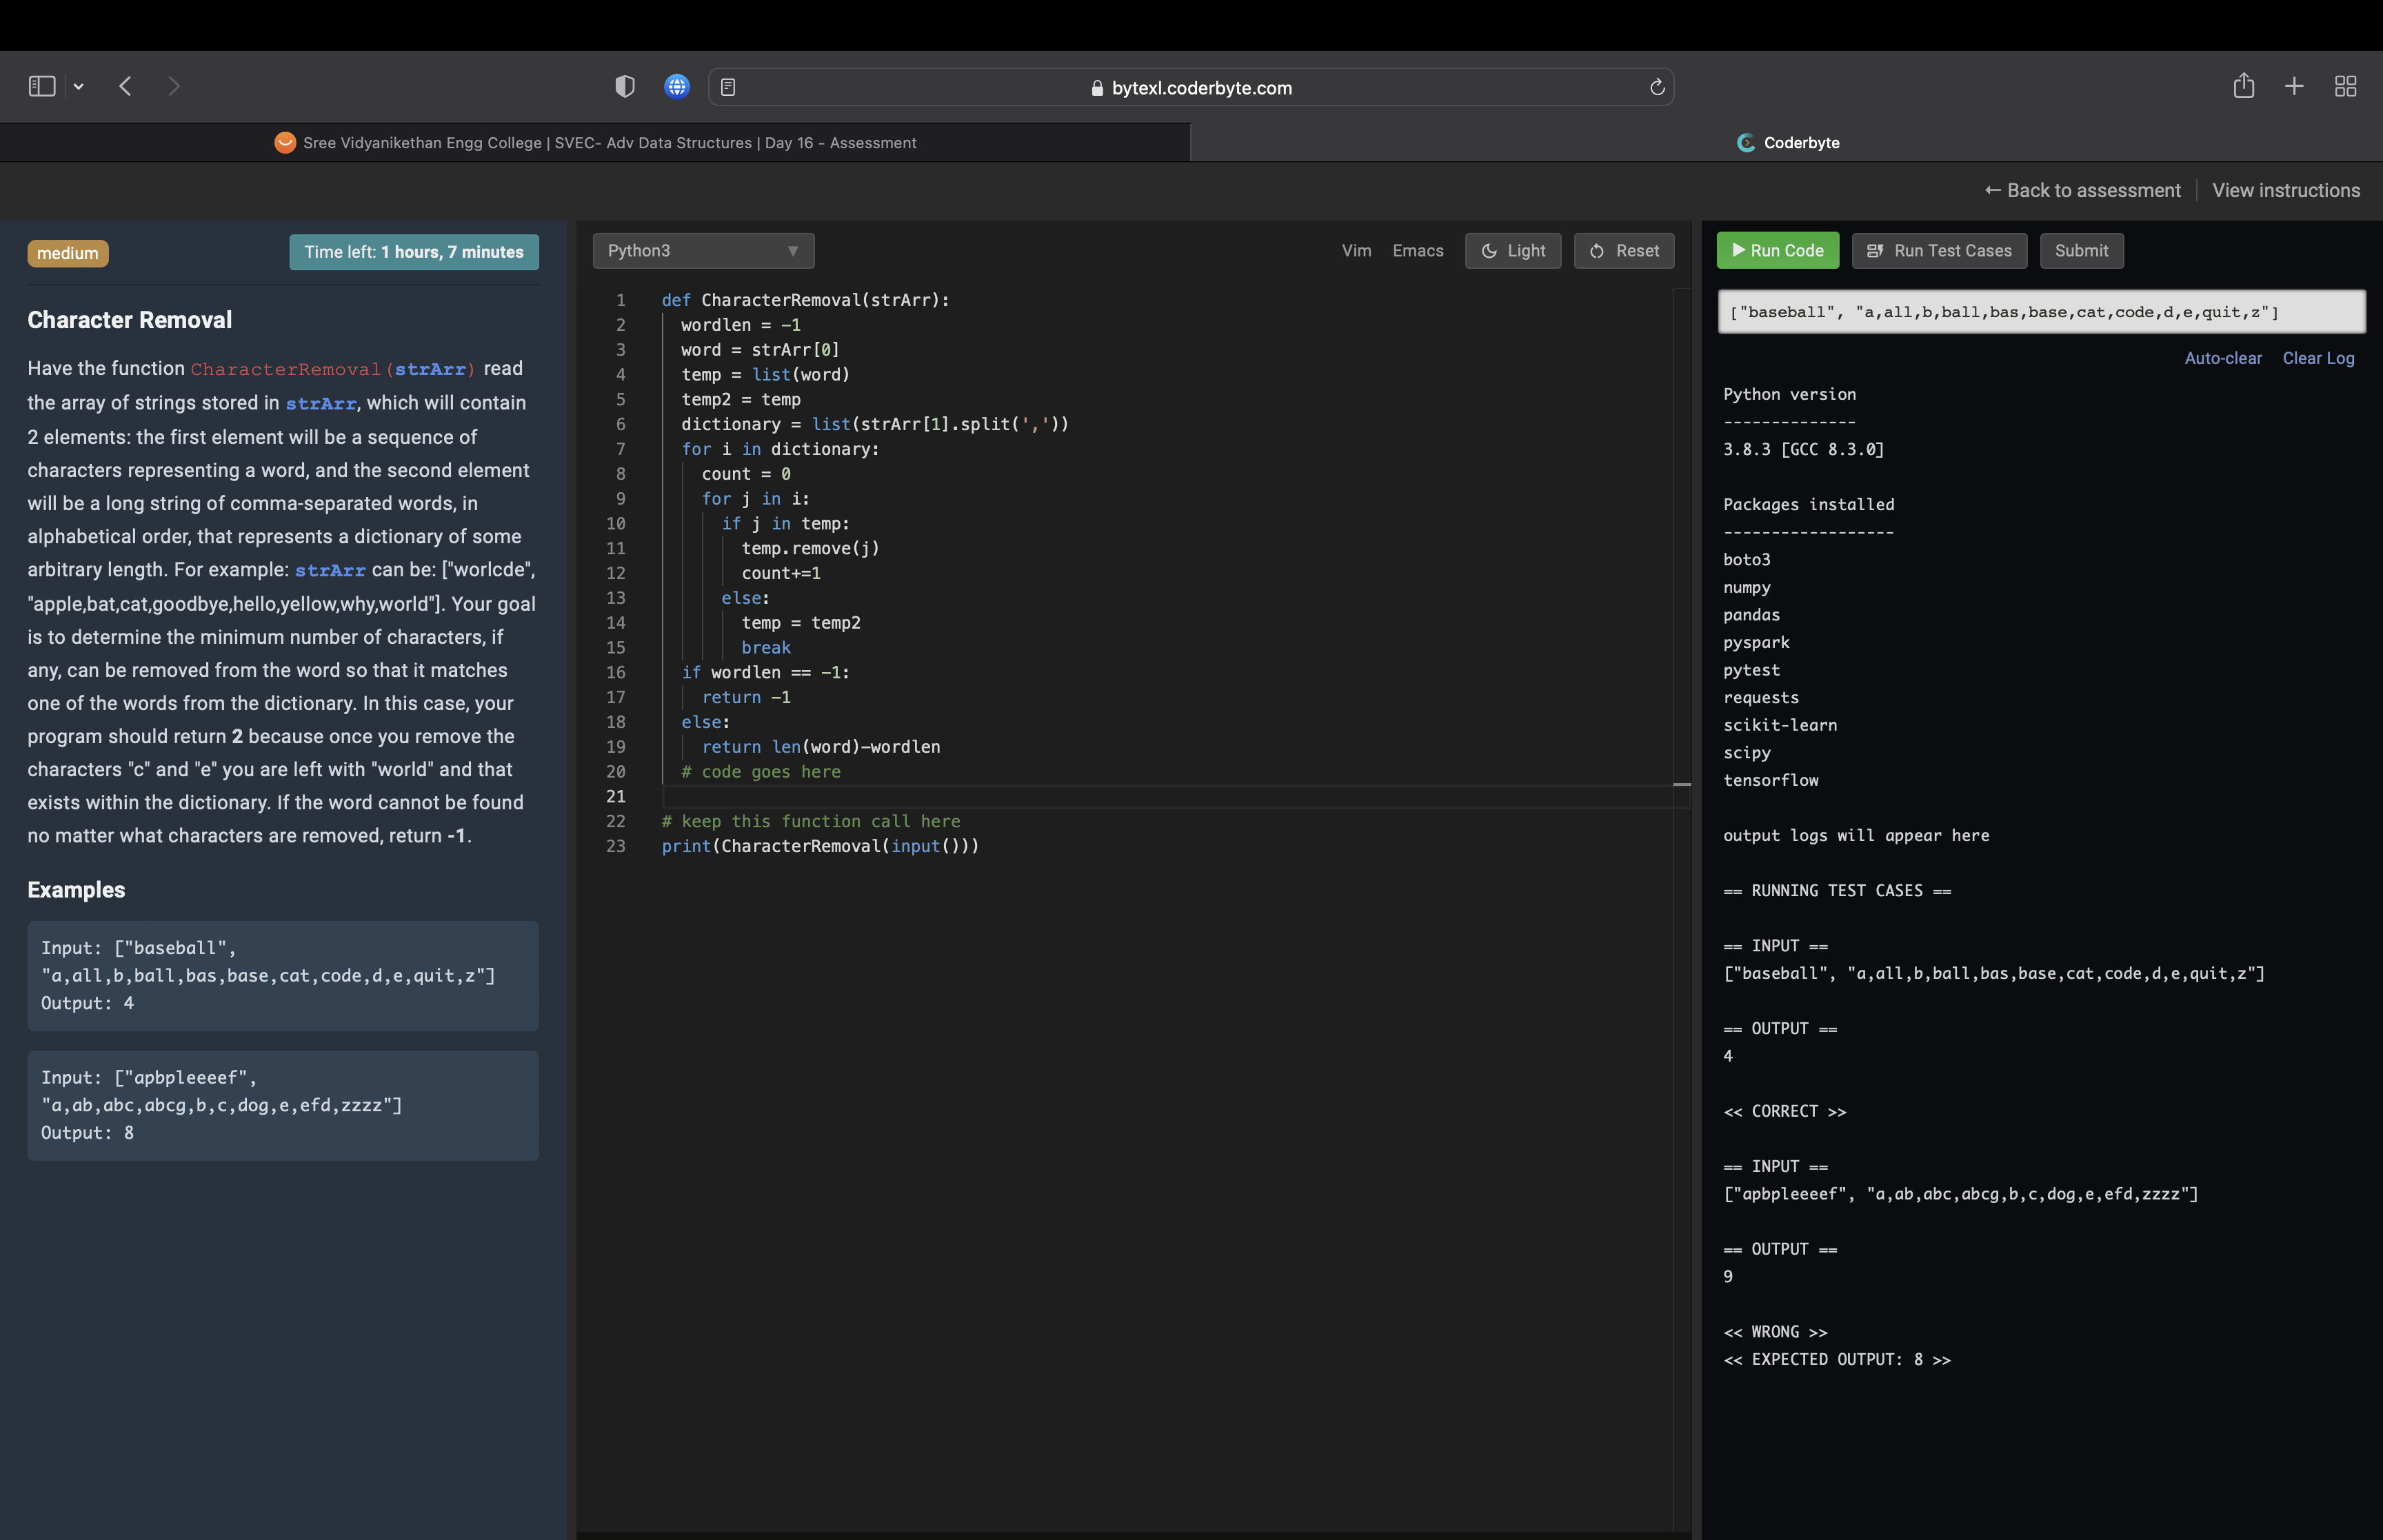 bytexl.coderbyte.com
Sree Vidyanikethan Engg College | SVEC- Adv Data Structures | Day 16 - Assessment
Coderbyte
← Back to assessment
View instructions
medium
Time left: 1 hours, 7 minutes
Character Removal
Have the function CharacterRemoval(strArr) read
the array of strings stored in strArr, which will contain
2 elements: the first element will be a sequence of
characters representing a word, and the second element
will be a long string of comma-separated words, in
alphabetical order, that represents a dictionary of some
arbitrary length. For example: strArr can be: ["worlcde",
"apple,bat,cat,goodbye,hello,yellow,why,world"]. Your goal
is to determine the minimum number of characters, if
any, can be removed from the word so that it matches
one of the words from the dictionary. In this case, your
program should return 2 because once you remove the
characters "c" and "e" you are left with "world" and that
exists within the dictionary. If the word cannot be found
no matter what characters are removed, return -1.
Examples
Input: ["baseball",
"a,all,b,ball,bas,base,cat,code,d,e,quit,z"]
Output: 4
Input: ["apbpleeeef",
"a,ab,abc,abcg,b,c,dog,e,efd,zzzz"]
Output: 8
Python3
Vim
Emacs
Light
Reset
1 def CharacterRemoval(strArr):
2   wordlen = -1
3   word = strArr[0]
4   temp = list(word)
5   temp2 = temp
6   dictionary = list(strArr[1].split(','))
7   for i in dictionary:
8     count = 0
9     for j in i:
10       if j in temp:
11         temp.remove(j)
12         count+=1
13       else:
14         temp = temp2
15         break
16   if wordlen == -1:
17     return -1
18   else:
19     return len(word)-wordlen
20   # code goes here
21
22 # keep this function call here
23 print(CharacterRemoval(input()))
Run Code
Run Test Cases
Submit
["baseball", "a,all,b,ball,bas,base,cat,code,d,e,quit,z"]
Auto-clear
Clear Log
Python version
--------------
3.8.3 [GCC 8.3.0]
Packages installed
------------------
boto3
numpy
pandas
pyspark
pytest
requests
scikit-learn
scipy
tensorflow
output logs will appear here
== RUNNING TEST CASES ==
== INPUT ==
["baseball", "a,all,b,ball,bas,base,cat,code,d,e,quit,z"]
== OUTPUT ==
4
<< CORRECT >>
== INPUT ==
["apbpleeeef", "a,ab,abc,abcg,b,c,dog,e,efd,zzzz"]
== OUTPUT ==
9
<< WRONG >>
<< EXPECTED OUTPUT: 8 >>